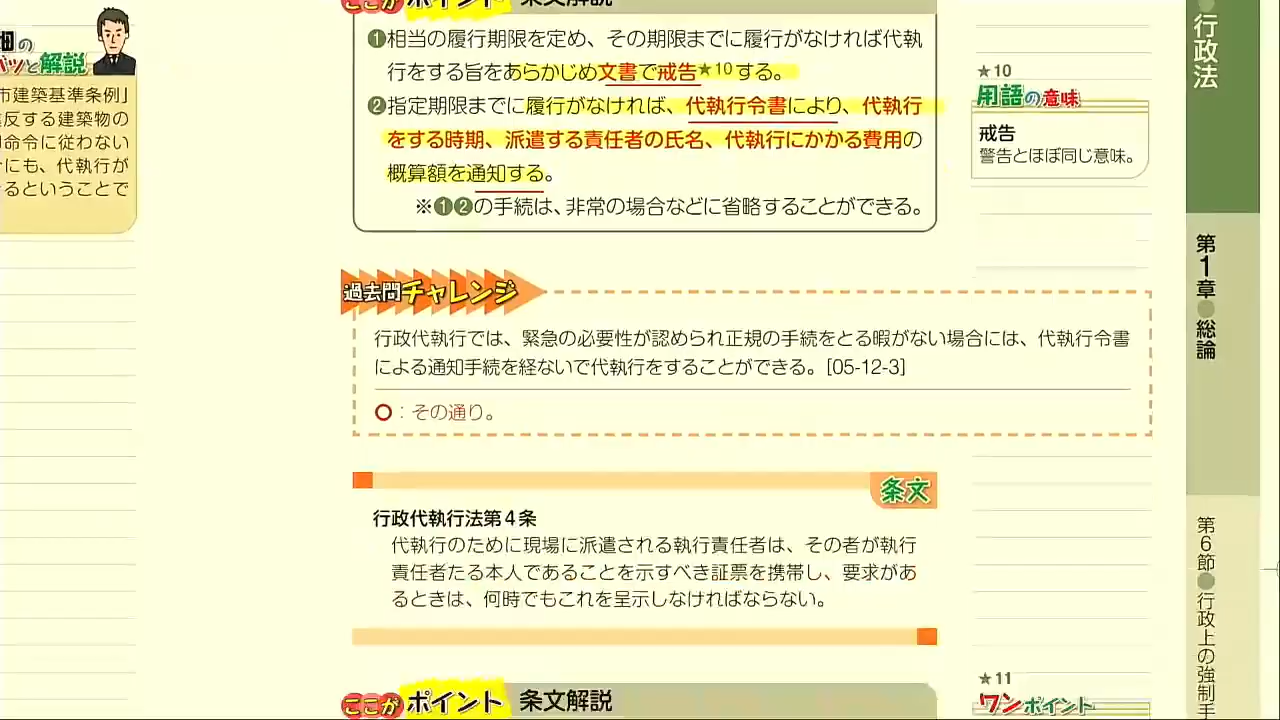 ここがポイント 条文解説
❶相当の履行期限を定め、その期限までに履行がなければ代執
行をする旨をあらかじめ文書で戒告★10する。
❷指定期限までに履行がなければ、代執行令書により、代執行
をする時期、派遣する責任者の氏名、代執行にかかる費用の
概算額を通知する。
※❶❷の手続は、非常の場合などに省略することができる。
の
解説
市建築基準条例」
反する建築物の
命令に従わない
にも、代執行が
るということで
★10
用語の意味
戒告
警告とほぼ同じ意味。
過去問チャレンジ
行政代執行では、緊急の必要性が認められ正規の手続をとる暇がない場合には、代執行令書
による通知手続を経ないで代執行をすることができる。[05-12-3]
○：その通り。
条文
行政代執行法第4条
代執行のために現場に派遣される執行責任者は、その者が執行
責任者たる本人であることを示すべき証票を携帯し、要求があ
るときは、何時でもこれを呈示しなければならない。
ここがポイント 条文解説
★11
ワンポイント
行政法
第1章●総論
第6節●行政上の強制手